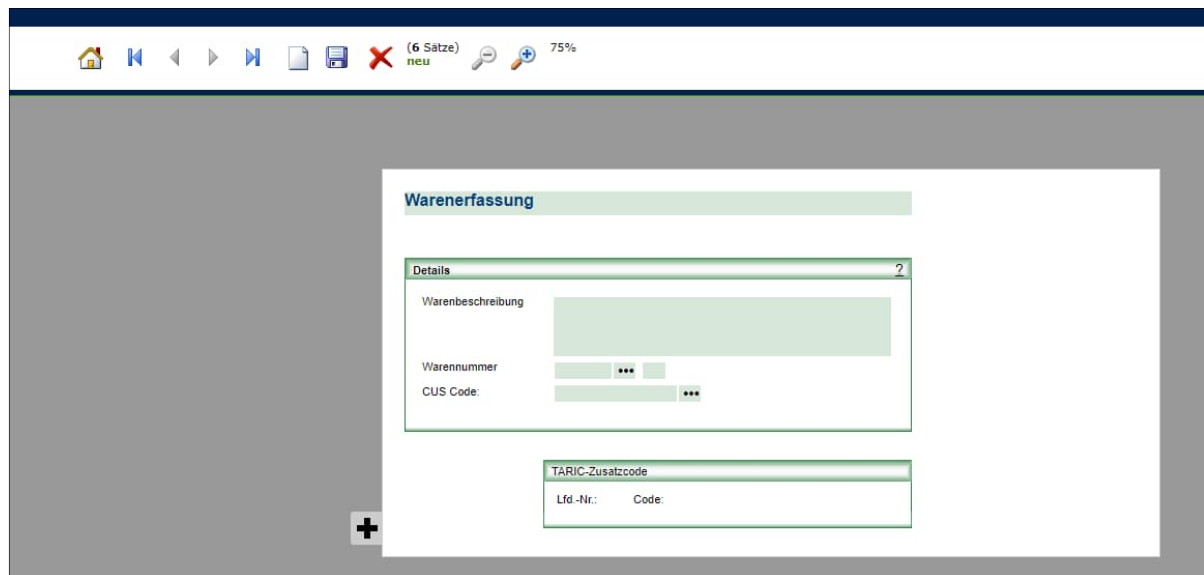 (6 Sätze)
neu
75%
Warenerfassung
Details ?
Warenbeschreibung
Warennummer •••
CUS Code: •••
TARIC-Zusatzcode
Lfd.-Nr.: Code: